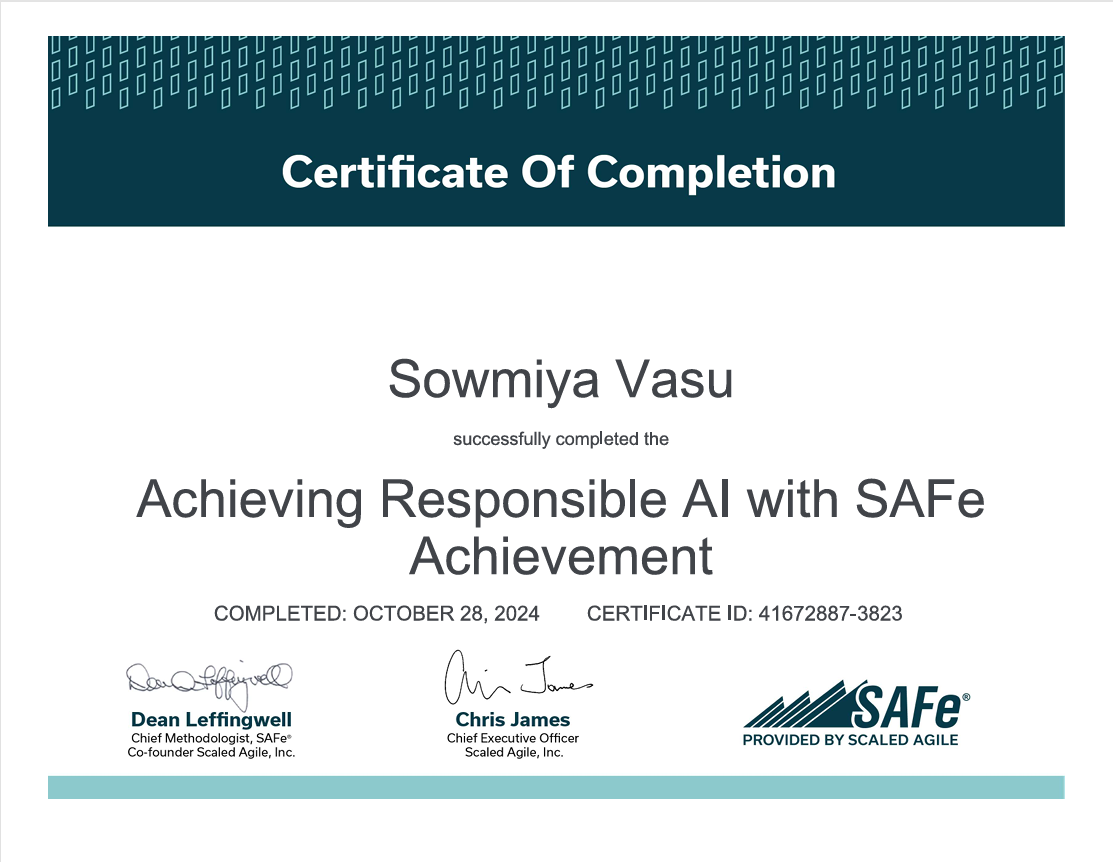 Certificate Of Completion
Sowmiya Vasu
successfully completed the
Achieving Responsible AI with SAFe
Achievement
COMPLETED: OCTOBER 28, 2024 CERTIFICATE ID: 41672887-3823
Dean Leffingwell
Chris James
Dean Leffingwell
Chief Methodologist, SAFe®
Co-founder Scaled Agile, Inc.
Chris James
Chief Executive Officer
Scaled Agile, Inc.
SAFe®
PROVIDED BY SCALED AGILE